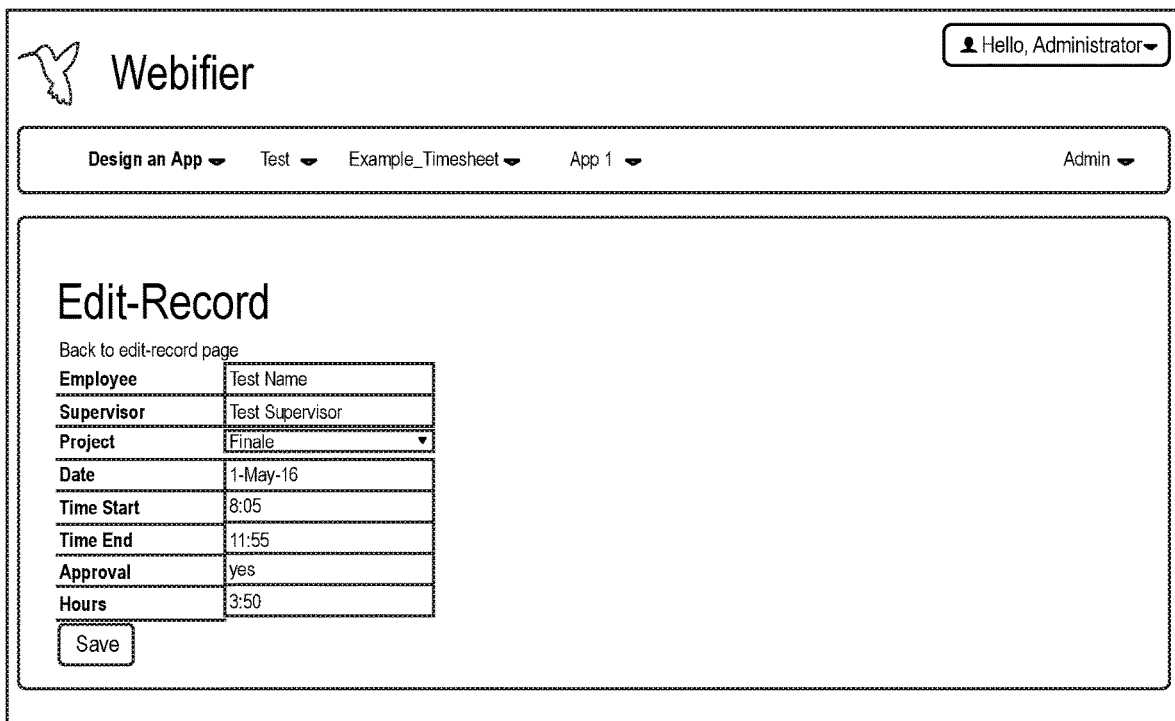 Hello, Administrator
Webifier
Design an App Test Example_Timesheet App 1 Admin
Edit-Record
Back to edit-record page
Employee Test Name
Supervisor Test Supervisor
Project Finale
Date 1-May-16
Time Start 8:05
Time End 11:55
Approval yes
Hours 3:50
Save